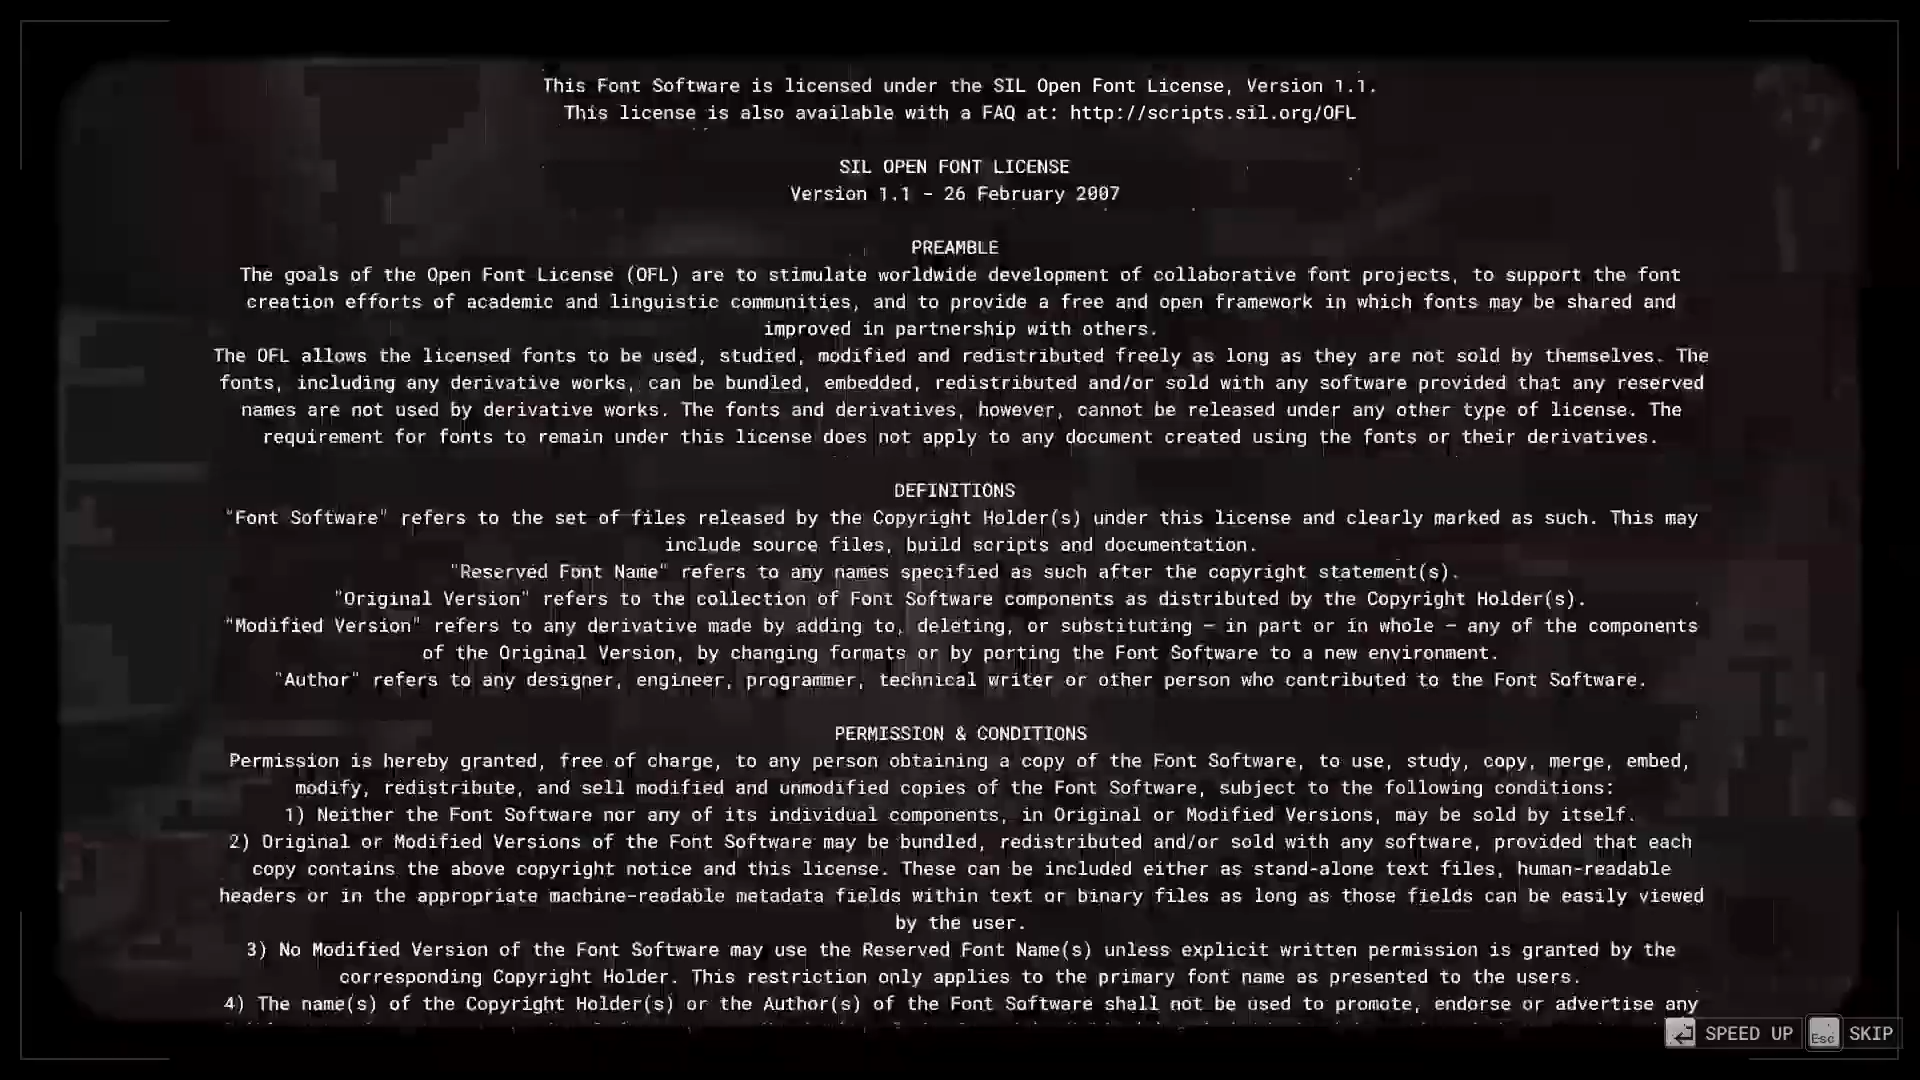 This Font Software is licensed under the SIL Open Font License, Version 1.1.
This license is also available with a FAQ at: http://scripts.sil.org/OFL
SIL OPEN FONT LICENSE
Version 1.1 - 26 February 2007
PREAMBLE
The goals of the Open Font License (OFL) are to stimulate worldwide development of collaborative font projects, to support the font
creation efforts of academic and linguistic communities, and to provide a free and open framework in which fonts may be shared and
improved in partnership with others.
The OFL allows the licensed fonts to be used, studied, modified and redistributed freely as long as they are not sold by themselves. The
fonts, including any derivative works, can be bundled, embedded, redistributed and/or sold with any software provided that any reserved
names are not used by derivative works. The fonts and derivatives, however, cannot be released under any other type of license. The
requirement for fonts to remain under this license does not apply to any document created using the fonts or their derivatives.
DEFINITIONS
"Font Software" refers to the set of files released by the Copyright Holder(s) under this license and clearly marked as such. This may
include source files, build scripts and documentation.
"Reserved Font Name" refers to any names specified as such after the copyright statement(s).
"Original Version" refers to the collection of Font Software components as distributed by the Copyright Holder(s).
"Modified Version" refers to any derivative made by adding to, deleting, or substituting — in part or in whole — any of the components
of the Original Version, by changing formats or by porting the Font Software to a new environment.
"Author" refers to any designer, engineer, programmer, technical writer or other person who contributed to the Font Software.
PERMISSION & CONDITIONS
Permission is hereby granted, free of charge, to any person obtaining a copy of the Font Software, to use, study, copy, merge, embed,
modify, redistribute, and sell modified and unmodified copies of the Font Software, subject to the following conditions:
1) Neither the Font Software nor any of its individual components, in Original or Modified Versions, may be sold by itself.
2) Original or Modified Versions of the Font Software may be bundled, redistributed and/or sold with any software, provided that each
copy contains the above copyright notice and this license. These can be included either as stand-alone text files, human-readable
headers or in the appropriate machine-readable metadata fields within text or binary files as long as those fields can be easily viewed
by the user.
3) No Modified Version of the Font Software may use the Reserved Font Name(s) unless explicit written permission is granted by the
corresponding Copyright Holder. This restriction only applies to the primary font name as presented to the users.
4) The name(s) of the Copyright Holder(s) or the Author(s) of the Font Software shall not be used to promote, endorse or advertise any
SPEED UP Esc SKIP